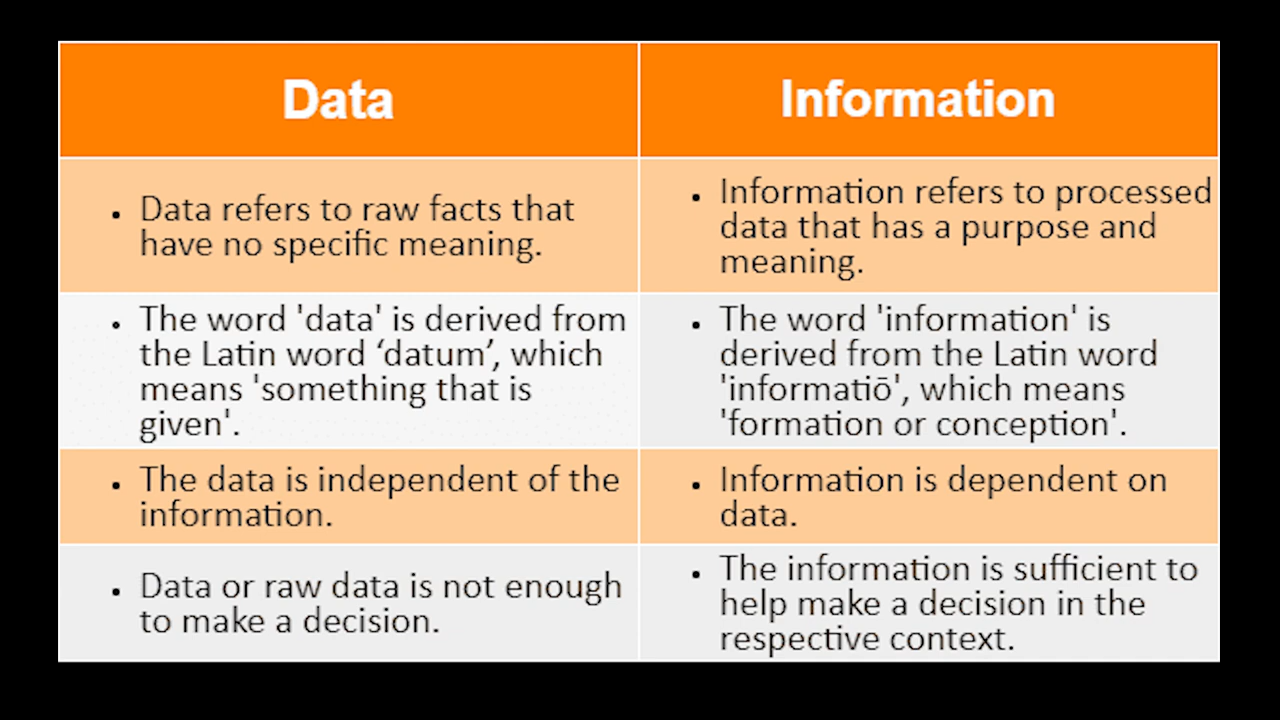 Data
Information
• Data refers to raw facts that
have no specific meaning.
• Information refers to processed
data that has a purpose and
meaning.
• The word 'data' is derived from
the Latin word ‘datum’, which
means 'something that is
given'.
• The word 'information' is
derived from the Latin word
'informatiō', which means
'formation or conception'.
• The data is independent of the
information.
• Information is dependent on
data.
• Data or raw data is not enough
to make a decision.
• The information is sufficient to
help make a decision in the
respective context.